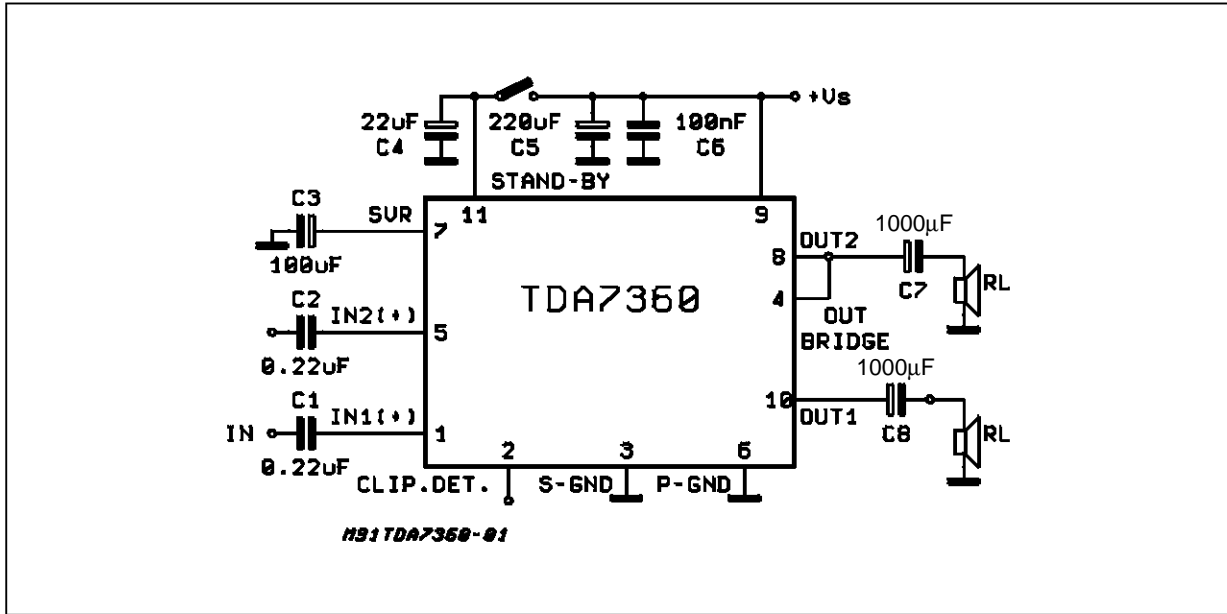 +Vs
22uF 220uF 100nF
C4 C5 C6
STAND-BY
C3 SVR 11 9
7 1000µF
100uF OUT2
8
C7 RL
C2 TDA7360 4
IN2(+) OUT
5 BRIDGE
0.22uF 1000µF
C1 10
IN1(+) OUT1
IN 1 C8 RL
0.22uF 2 3 6
CLIP.DET. S-GND P-GND
M91TDA7360-01